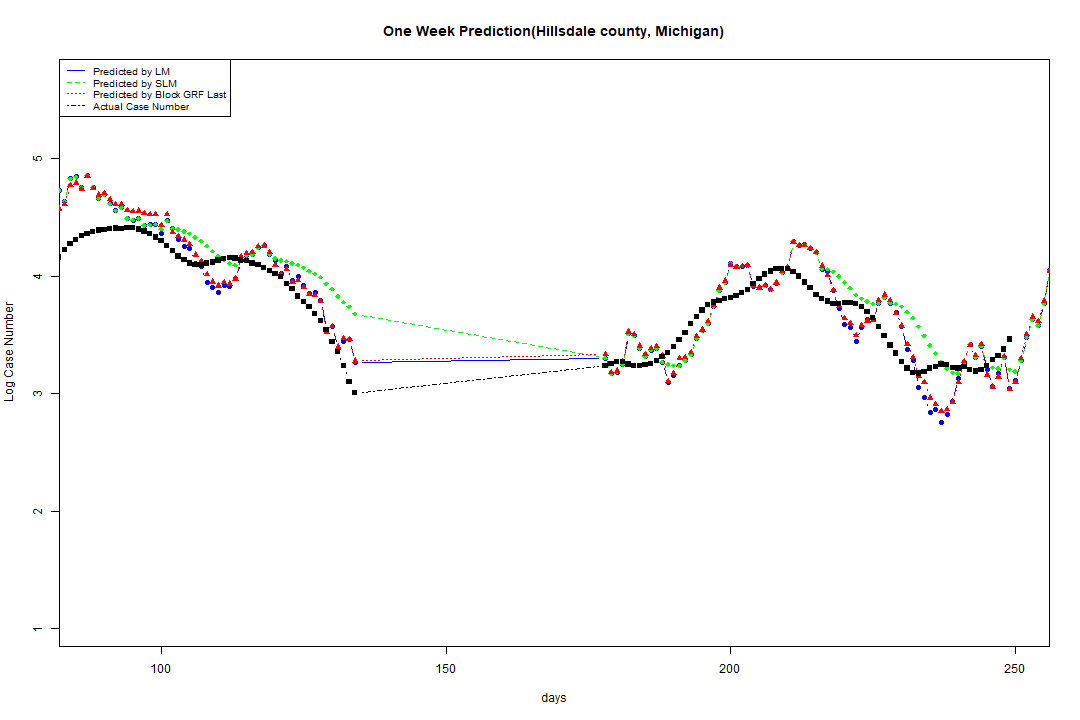 One Week Prediction(Hillsdale county, Michigan)
Predicted by LM
Predicted by SLM
Predicted by Block GRF Last
Actual Case Number
5
4
3
2
1
Log Case Number
100 150 200 250
days